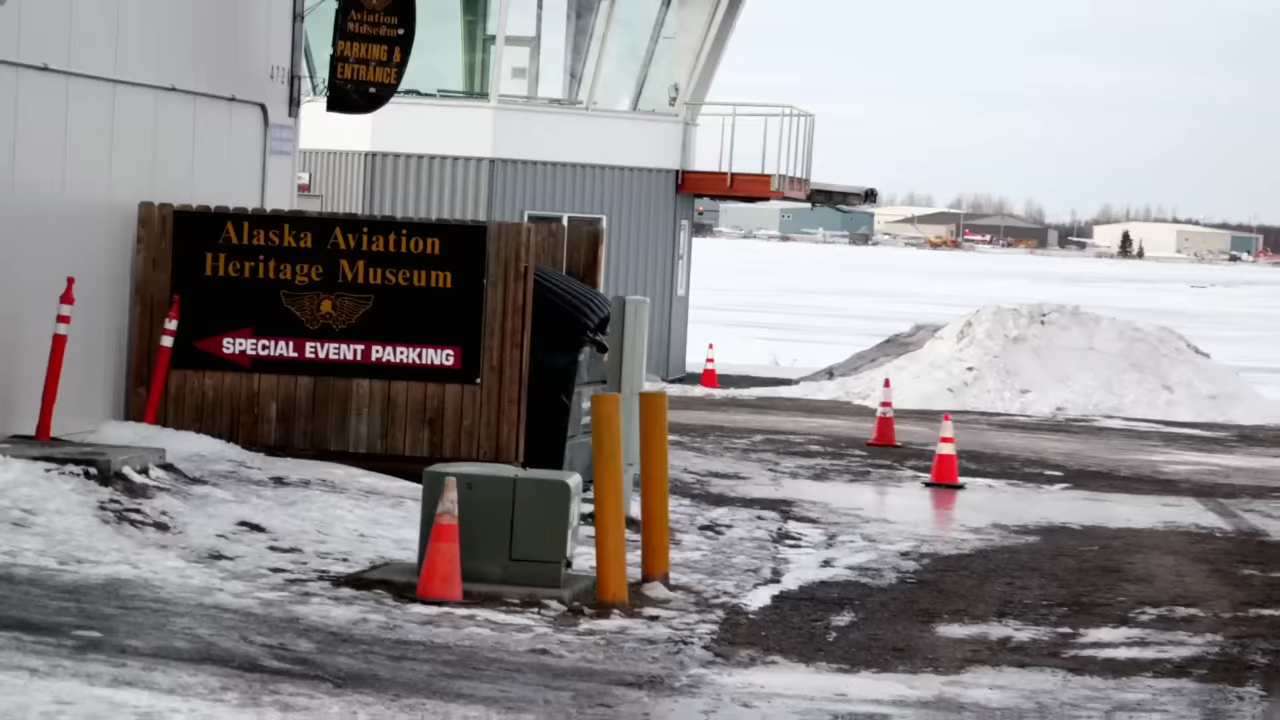 Aviation
Museum
PARKING &
ENTRANCE
Alaska Aviation
Heritage Museum
SPECIAL EVENT PARKING